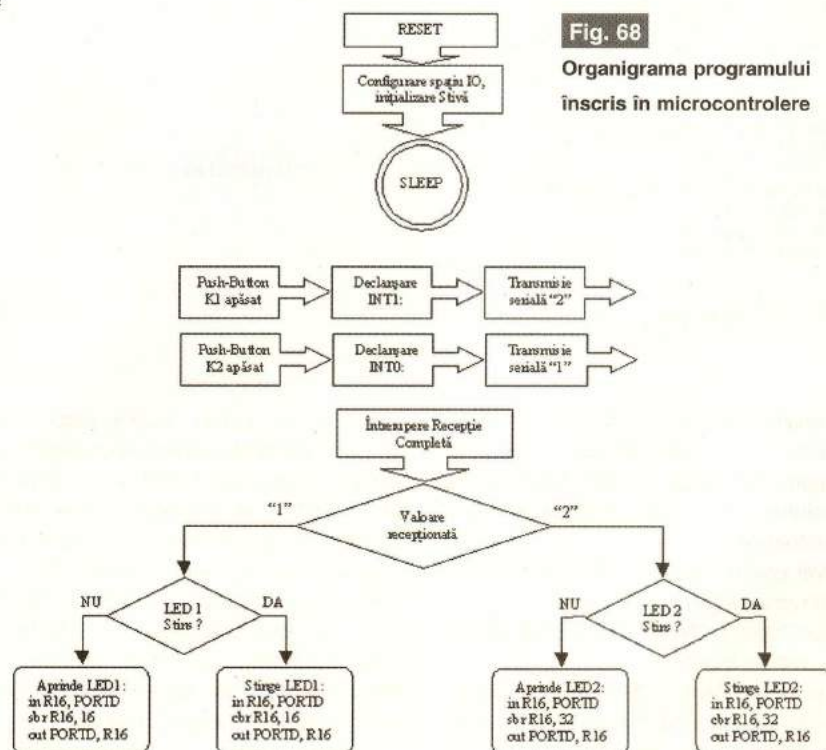 RESET
Fig. 68
Organigrama programului
înscris în microcontrolere
Configurare spațiu IO,
inițializare Stivă
SLEEP
Push-Button
K1 apăsat
Declanșare
INT1:
Transmisie
serială "2"
Push-Button
K2 apăsat
Declanșare
INT0:
Transmisie
serială "1"
Întrerupere Recepție
Completă
"1"
Valoare
recepționată
"2"
NU
LED 1
Stins ?
DA
NU
LED 2
Stins ?
DA
Aprinde LED1:
in R16, PORTD
sbr R16, 16
out PORTD, R16
Stinge LED1:
in R16, PORTD
cbr R16, 16
out PORTD, R16
Aprinde LED2:
in R16, PORTD
sbr R16, 32
out PORTD, R16
Stinge LED2:
in R16, PORTD
cbr R16, 32
out PORTD, R16